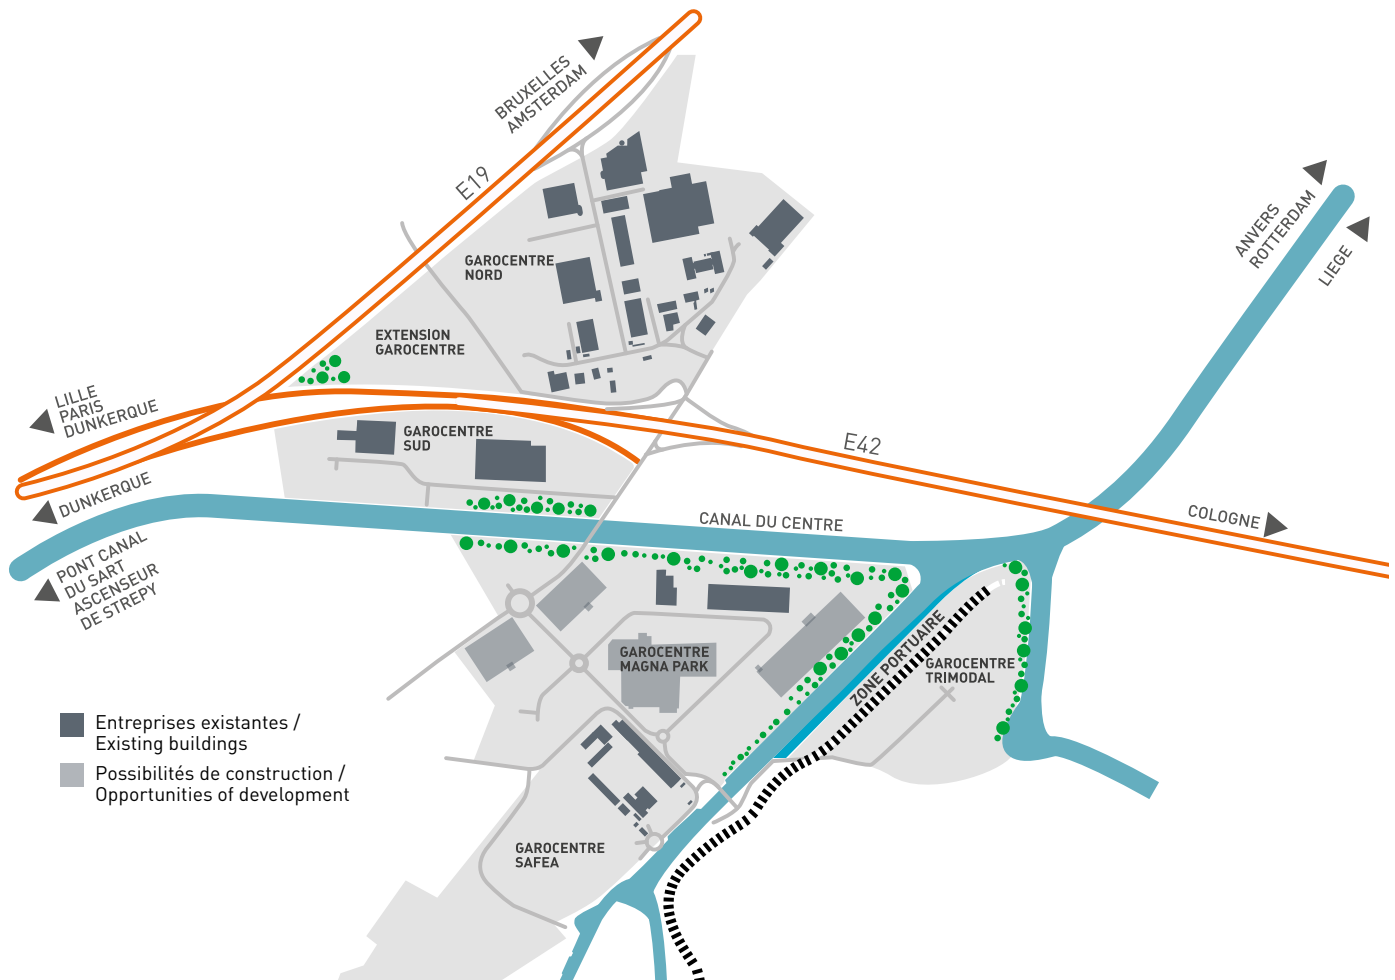 BRUXELLES
AMSTERDAM
E19
ANVERS
ROTTERDAM
LIEGE
GAROCENTRE
NORD
EXTENSION
GAROCENTRE
LILLE
PARIS
DUNKERQUE
GAROCENTRE
SUD
E42
DUNKERQUE
CANAL DU CENTRE
COLOGNE
PONT CANAL
DU SART
ASCENSEUR
DE STREPY
GAROCENTRE
MAGNA PARK
ZONE PORTUAIRE
GAROCENTRE
TRIMODAL
Entreprises existantes /
Existing buildings
Possibilités de construction /
Opportunities of development
GAROCENTRE
SAFEA